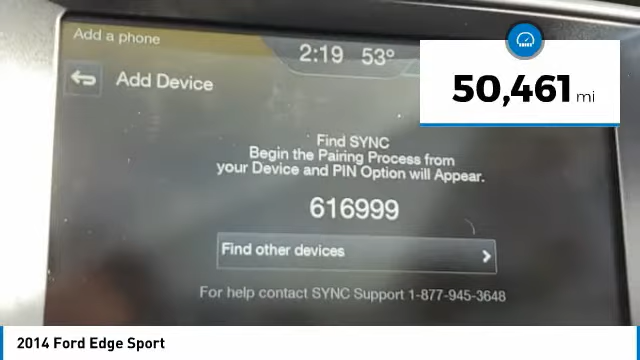 Add a phone
2:19 53°
Add Device
50,461 mi
Find SYNC
Begin the Pairing Process from
your Device and PIN Option will Appear.
616999
Find other devices
For help contact SYNC Support 1-877-945-3648
2014 Ford Edge Sport